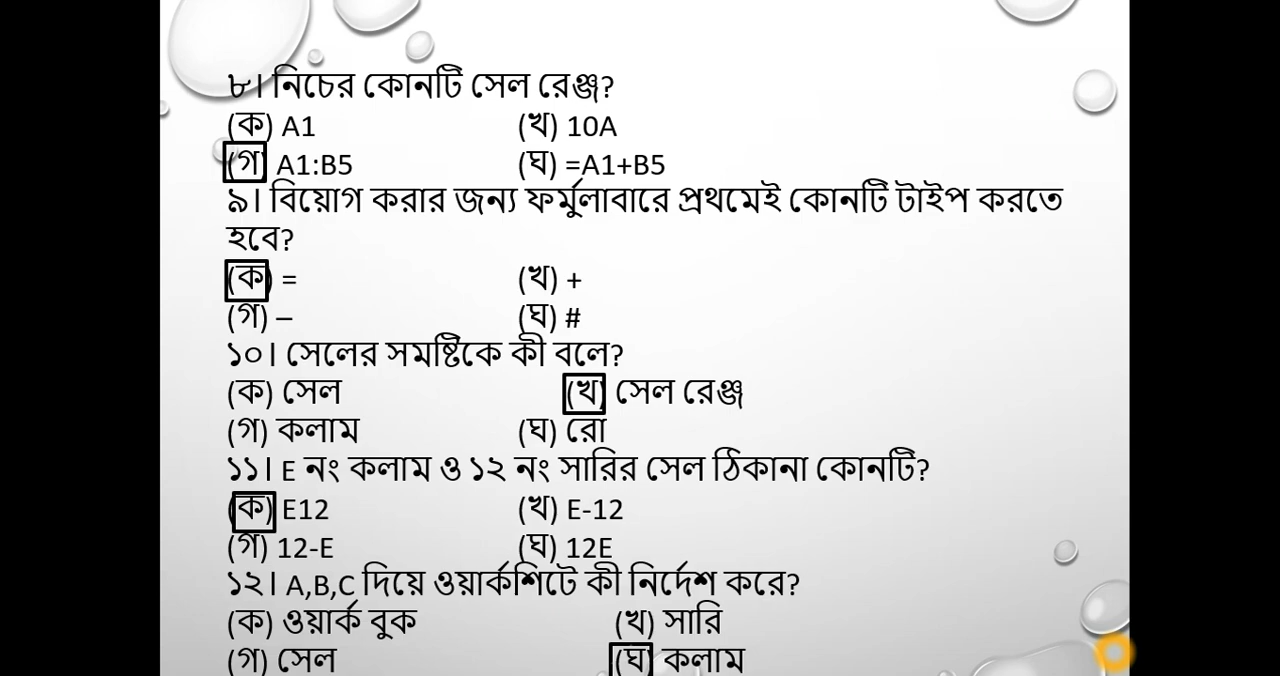 ৮। নিচের কোনটি সেল রেঞ্জ?
(ক) A1 (খ) 10A
(গ) A1:B5 (ঘ) =A1+B5
৯। বিয়োগ করার জন্য ফর্মুলাবারে প্রথমেই কোনটি টাইপ করতে
হবে?
(ক) = (খ) +
(গ) – (ঘ) #
১০। সেলের সমষ্টিকে কী বলে?
(ক) সেল (খ) সেল রেঞ্জ
(গ) কলাম (ঘ) রো
১১। E নং কলাম ও ১২ নং সারির সেল ঠিকানা কোনটি?
(ক) E12 (খ) E-12
(গ) 12-E (ঘ) 12E
১২। A,B,C দিয়ে ওয়ার্কশিটে কী নির্দেশ করে?
(ক) ওয়ার্ক বুক (খ) সারি
(গ) সেল (ঘ) কলাম